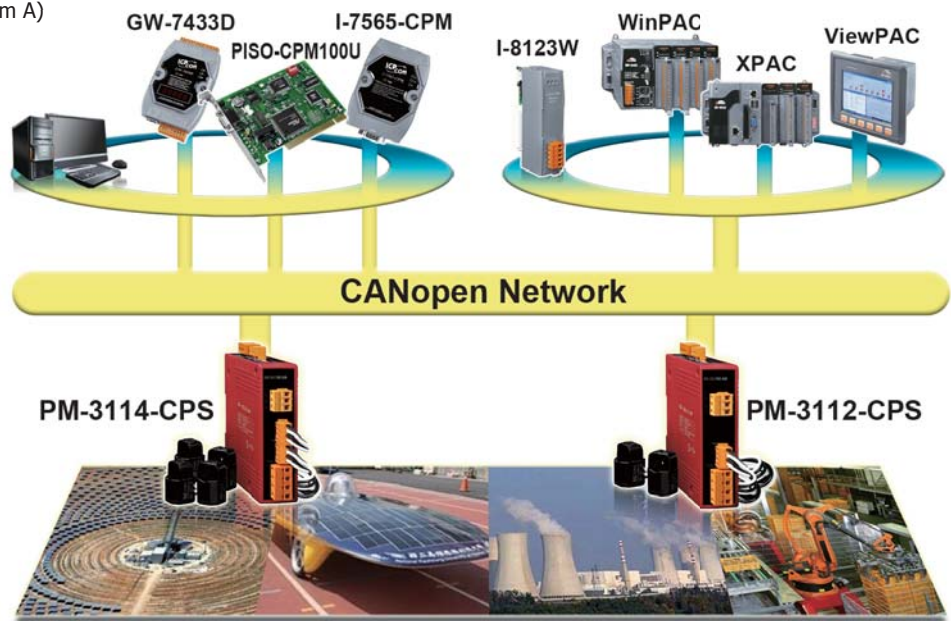 m A)
GW-7433D
I-7565-CPM
PISO-CPM100U
I-8123W
WinPAC
XPAC
ViewPAC
CANopen Network
PM-3114-CPS
PM-3112-CPS